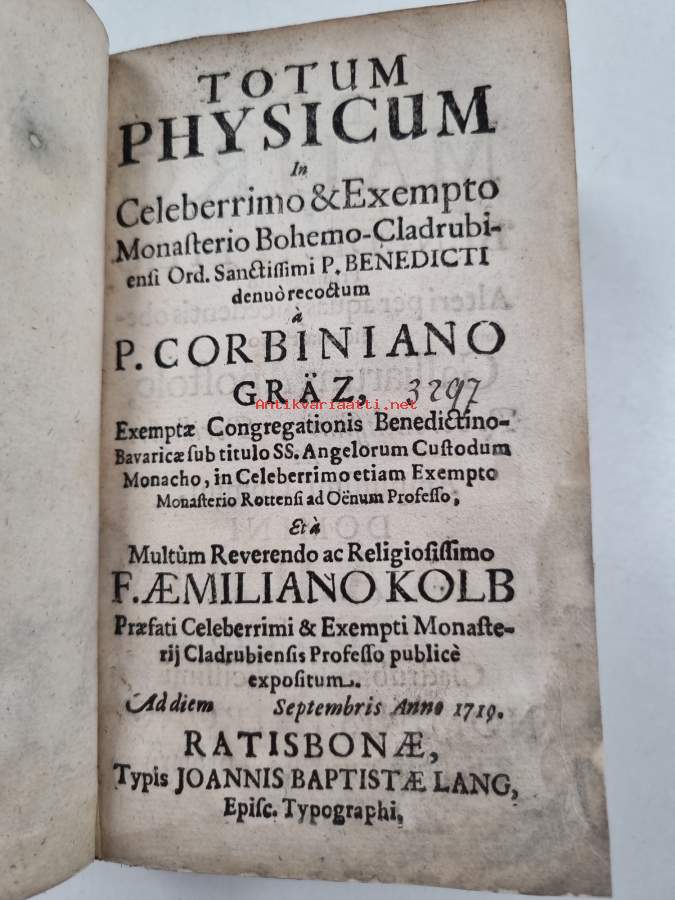 TOTUM
PHYSICUM
In
Celeberrimo & Exempto
Monaſterio Bohemo-Cladrubi-
enſi Ord. Sanctiſſimi P. BENEDICTI
denuò recoctum
à
P. CORBINIANO
GRÄZ, 3297
Antikvariaatti.net
Exemptæ Congregationis Benedictino-
Bavaricæ ſub titulo SS. Angelorum Cuſtodum
Monacho, in Celeberrimo etiam Exempto
Monaſterio Rottenſi ad Oënum Profeſſo;
Et à
Multùm Reverendo ac Religioſiſſimo
F. ÆMILIANO KOLB
Præfati Celeberrimi & Exempti Monaſte-
rij Cladrubienſis Profeſſo publicè
expoſitum.
Ad diem Septembris Anno 1719.
RATISBONÆ,
Typis JOANNIS BAPTISTÆ LANG,
Epiſc. Typographi,